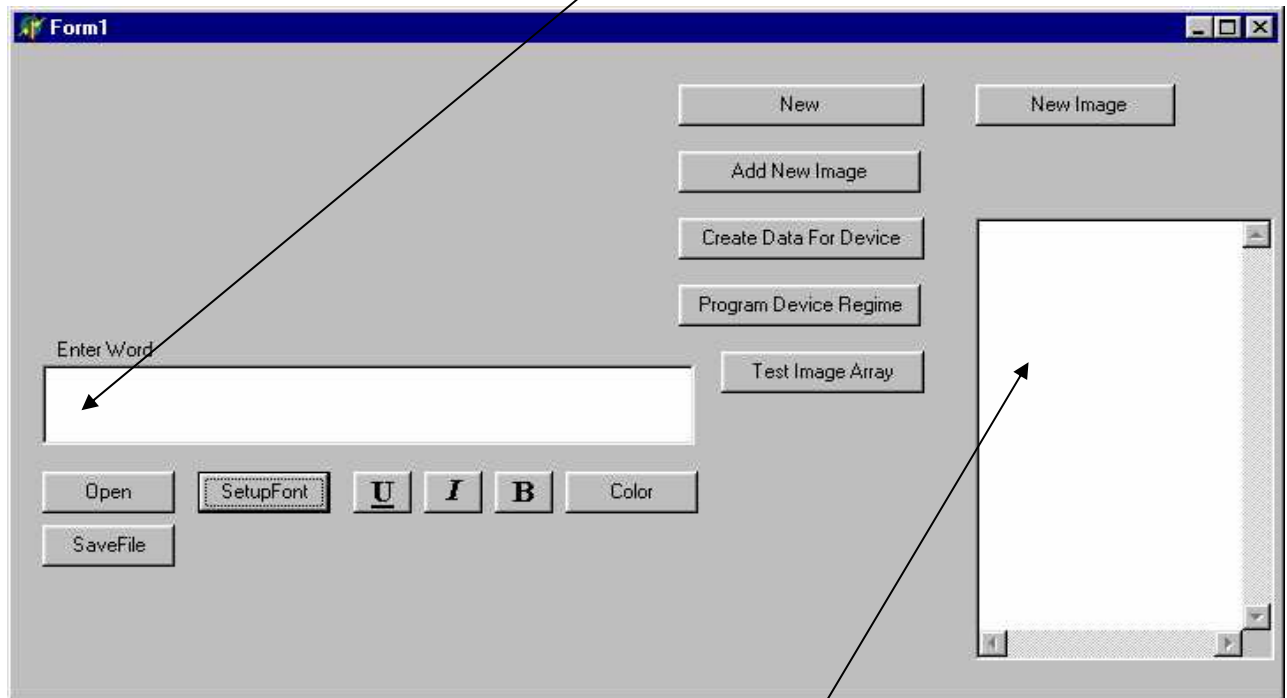 Form1
New
New Image
Add New Image
Create Data For Device
Program Device Regime
Enter Word
Test Image Array
Open
SetupFont
U
I
B
Color
SaveFile